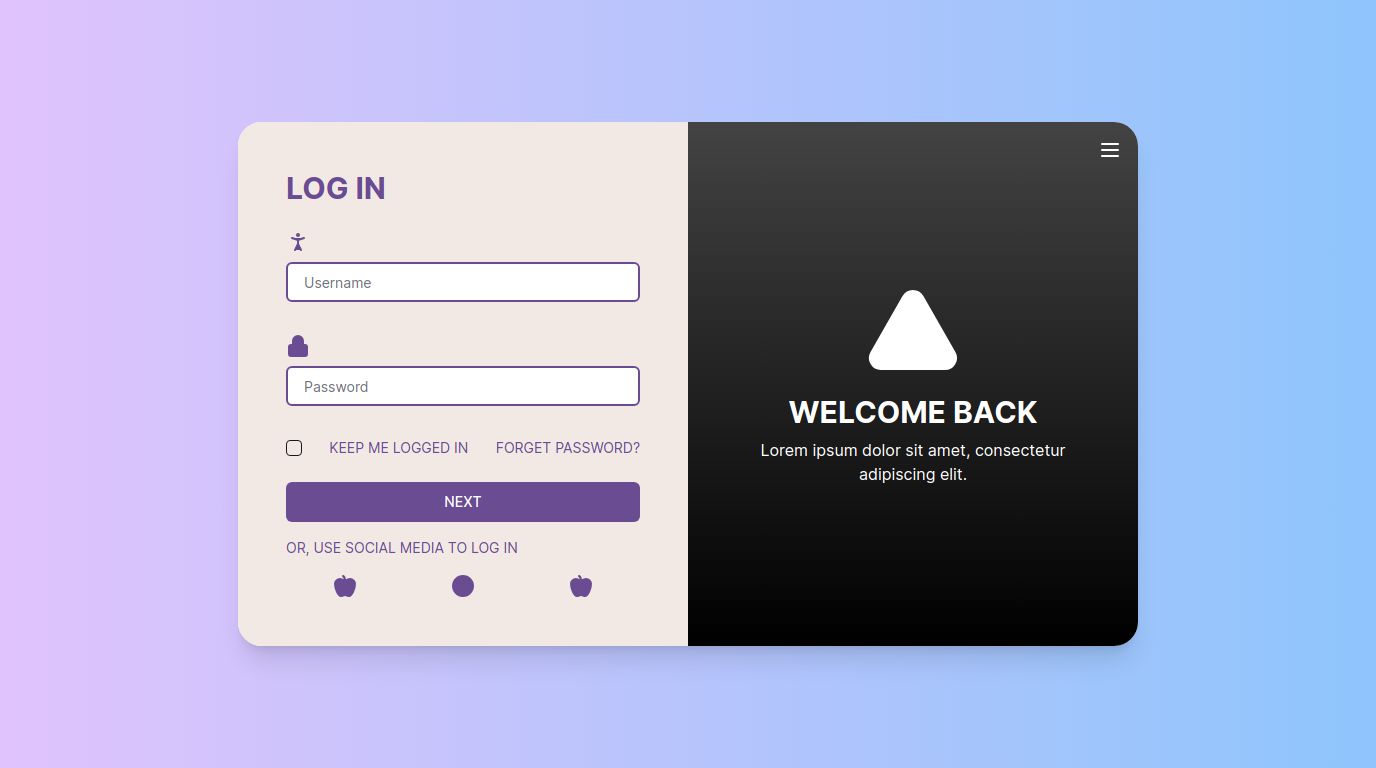 LOG IN
Username
Password
KEEP ME LOGGED IN
FORGET PASSWORD?
NEXT
OR, USE SOCIAL MEDIA TO LOG IN
WELCOME BACK
Lorem ipsum dolor sit amet, consectetur
adipiscing elit.